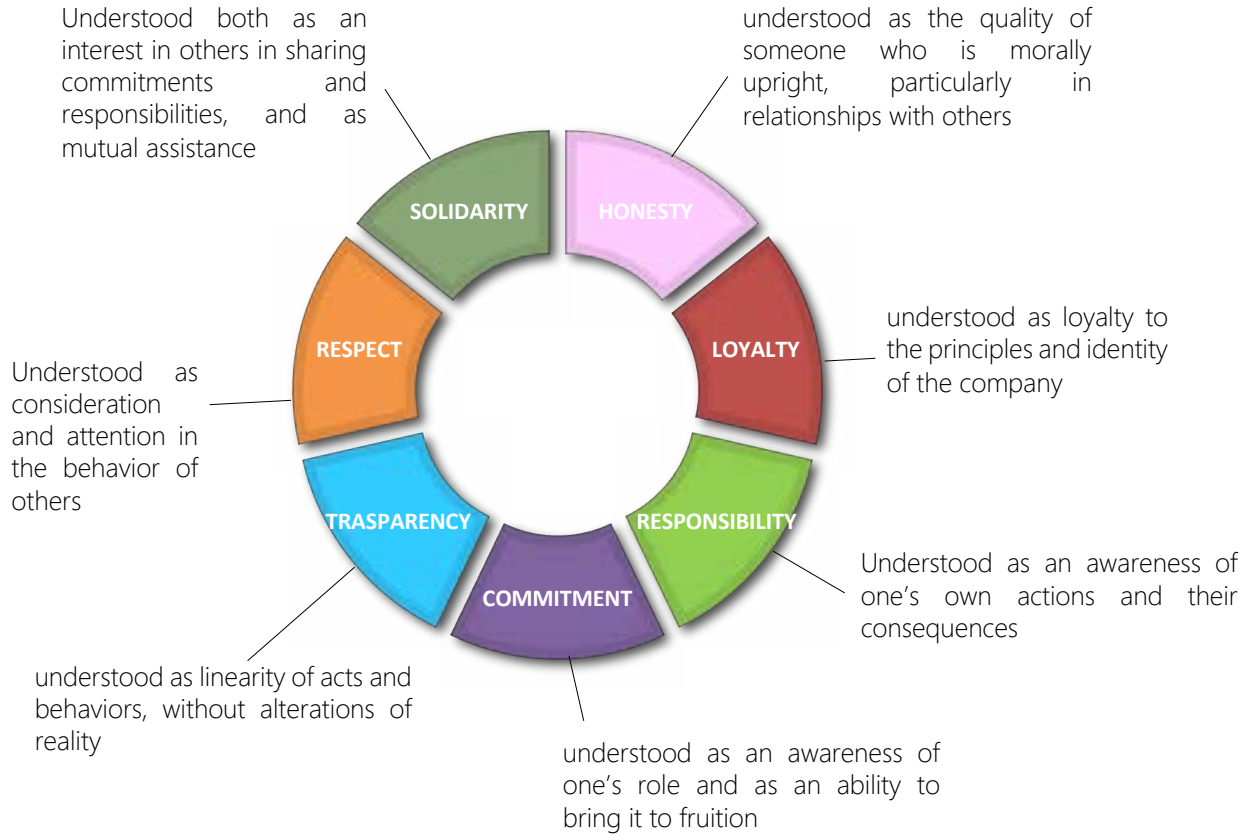 Understood both as an
interest in others in sharing
commitments and
responsibilities, and as
mutual assistance
understood as the quality of
someone who is morally
upright, particularly in
relationships with others
SOLIDARITY
HONESTY
RESPECT
LOYALTY
understood as loyalty to
the principles and identity
of the company
Understood as
consideration
and attention in
the behavior of
others
TRASPARENCY
RESPONSIBILITY
Understood as an awareness of
one's own actions and their
consequences
COMMITMENT
understood as linearity of acts and
behaviors, without alterations of
reality
understood as an awareness of
one's role and as an ability to
bring it to fruition